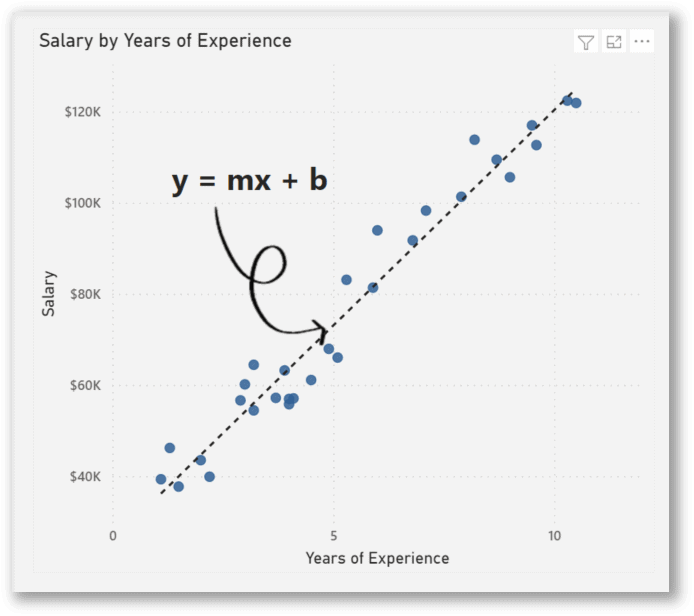 Salary by Years of Experience
$120K
y = mx + b
$100K
Salary
$80K
$60K
$40K
0
5
10
Years of Experience